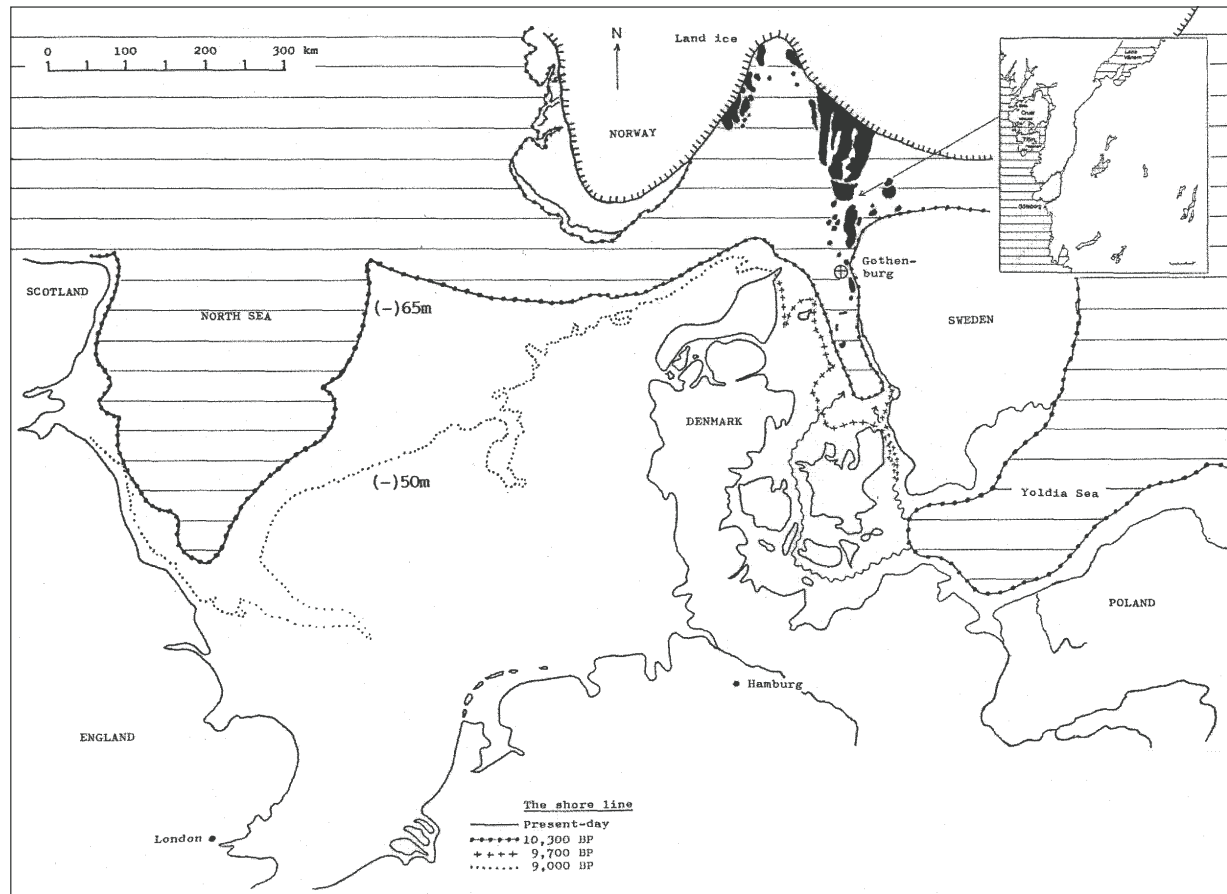 0 100 200 300 km
N
Land ice
NORWAY
Gothen-
burg
SCOTLAND
NORTH SEA
(-)65m
SWEDEN
DENMARK
(-)50m
Yoldia Sea
POLAND
Hamburg
ENGLAND
London
The shore line
Present-day
10,300 BP
9,700 BP
9,000 BP